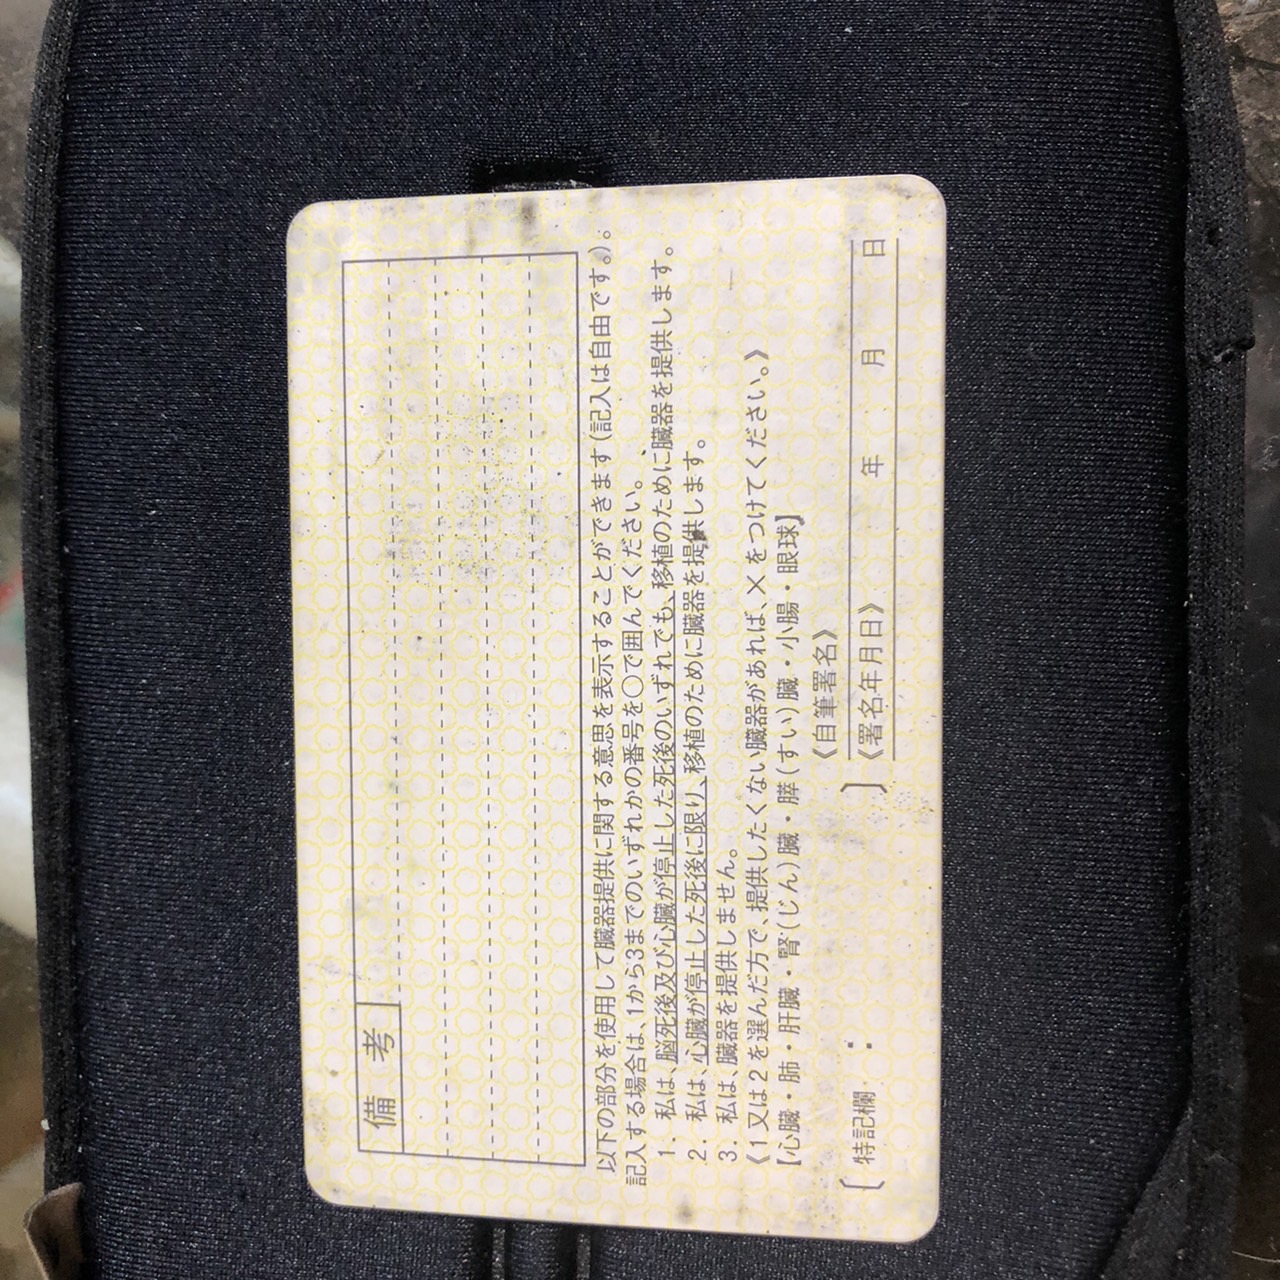 備考
以下の部分を使用して臓器提供に関する意思を表示することができます(記入は自由です。)。
記入する場合は、1から3までのいずれかの番号を○で囲んでください。
1. 私は、脳死後及び心臓が停止した死後のいずれでも、移植のために臓器を提供します。
2. 私は、心臓が停止した死後に限り、移植のために臓器を提供します。
3. 私は、臓器を提供しません。
《1又は2を選んだ方で、提供したくない臓器があれば、×をつけてください。》
【心臓・肺・肝臓・腎(じん)臓・膵(すい)臓・小腸・眼球】
〔特記欄: 〕
《自筆署名》
《署名年月日》 年 月 日